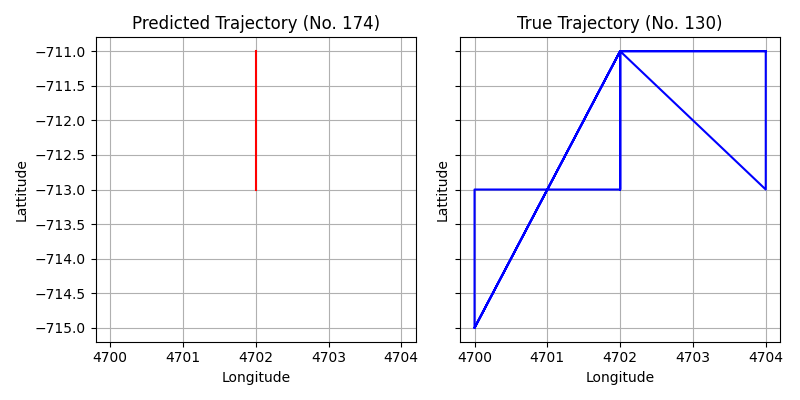 Predicted Trajectory (No. 174)
−711.0
−711.5
−712.0
−712.5
−713.0
−713.5
−714.0
−714.5
−715.0
Lattitude
4700 4701 4702 4703 4704
Longitude
True Trajectory (No. 130)
Lattitude
4700 4701 4702 4703 4704
Longitude